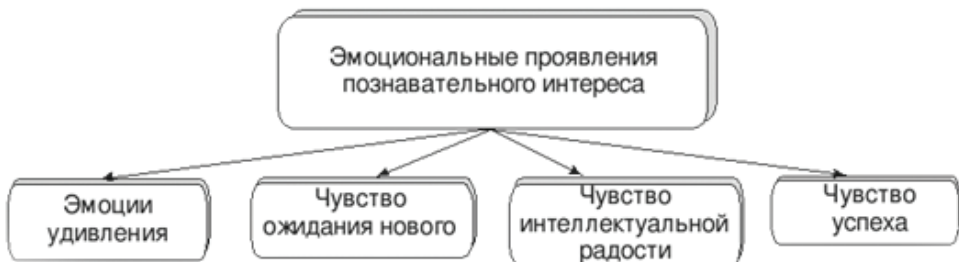 Эмоциональные проявления
познавательного интереса
Эмоции
удивления
Чувство
ожидания нового
Чувство
интеллектуальной
радости
Чувство
успеха